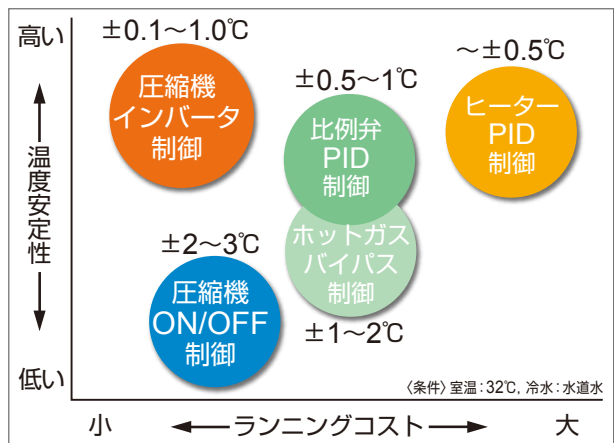 高い
温度安定性
低い
±0.1～1.0℃
圧縮機
インバータ
制御
±0.5～1℃
比例弁
PID
制御
～±0.5℃
ヒーター
PID
制御
ホットガス
バイパス
制御
±1～2℃
±2～3℃
圧縮機
ON/OFF
制御
〈条件〉室温：32℃, 冷水：水道水
小 ランニングコスト 大